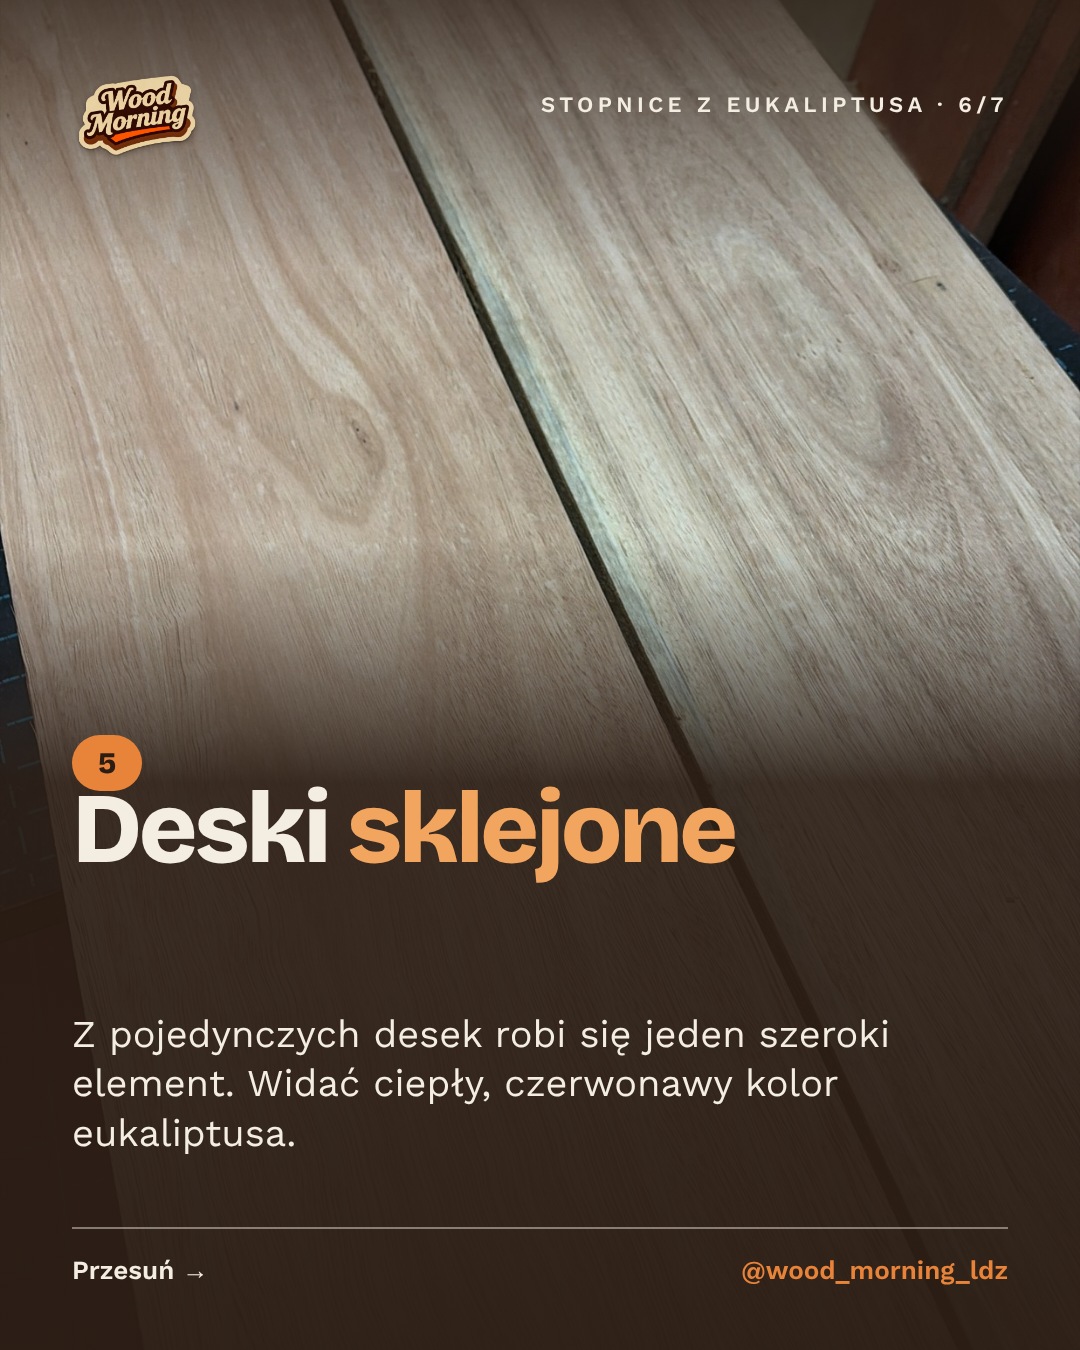 Wood
Morning
STOPNICE Z EUKALIPTUSA · 6/7
5
Deski sklejone
Z pojedynczych desek robi się jeden szeroki
element. Widać ciepły, czerwonawy kolor
eukaliptusa.
Przesuń →
@wood_morning_ldz